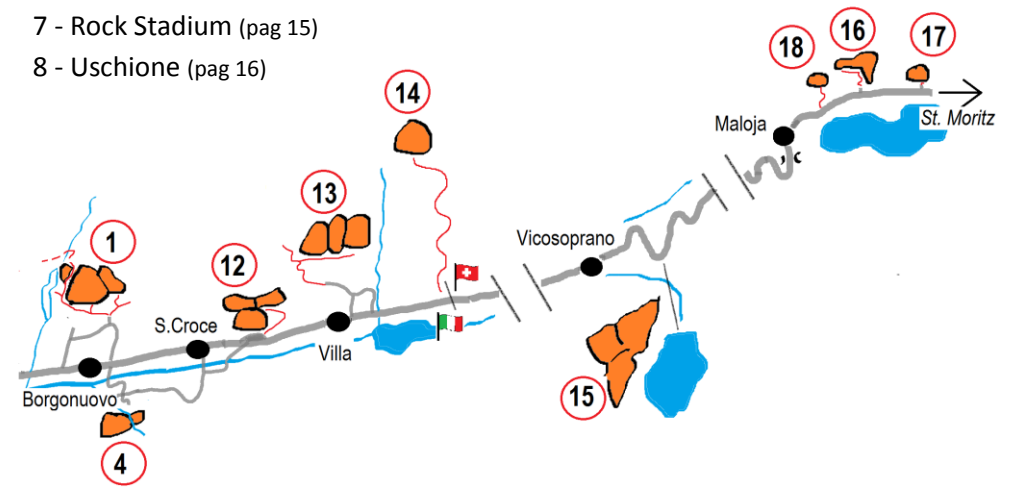 7 - Rock Stadium (pag 15)
8 - Uschione (pag 16)
16
17
18
14
St. Moritz
Maloja
13
1
Vicosoprano
12
S.Croce
Villa
15
Borgonuovo
4